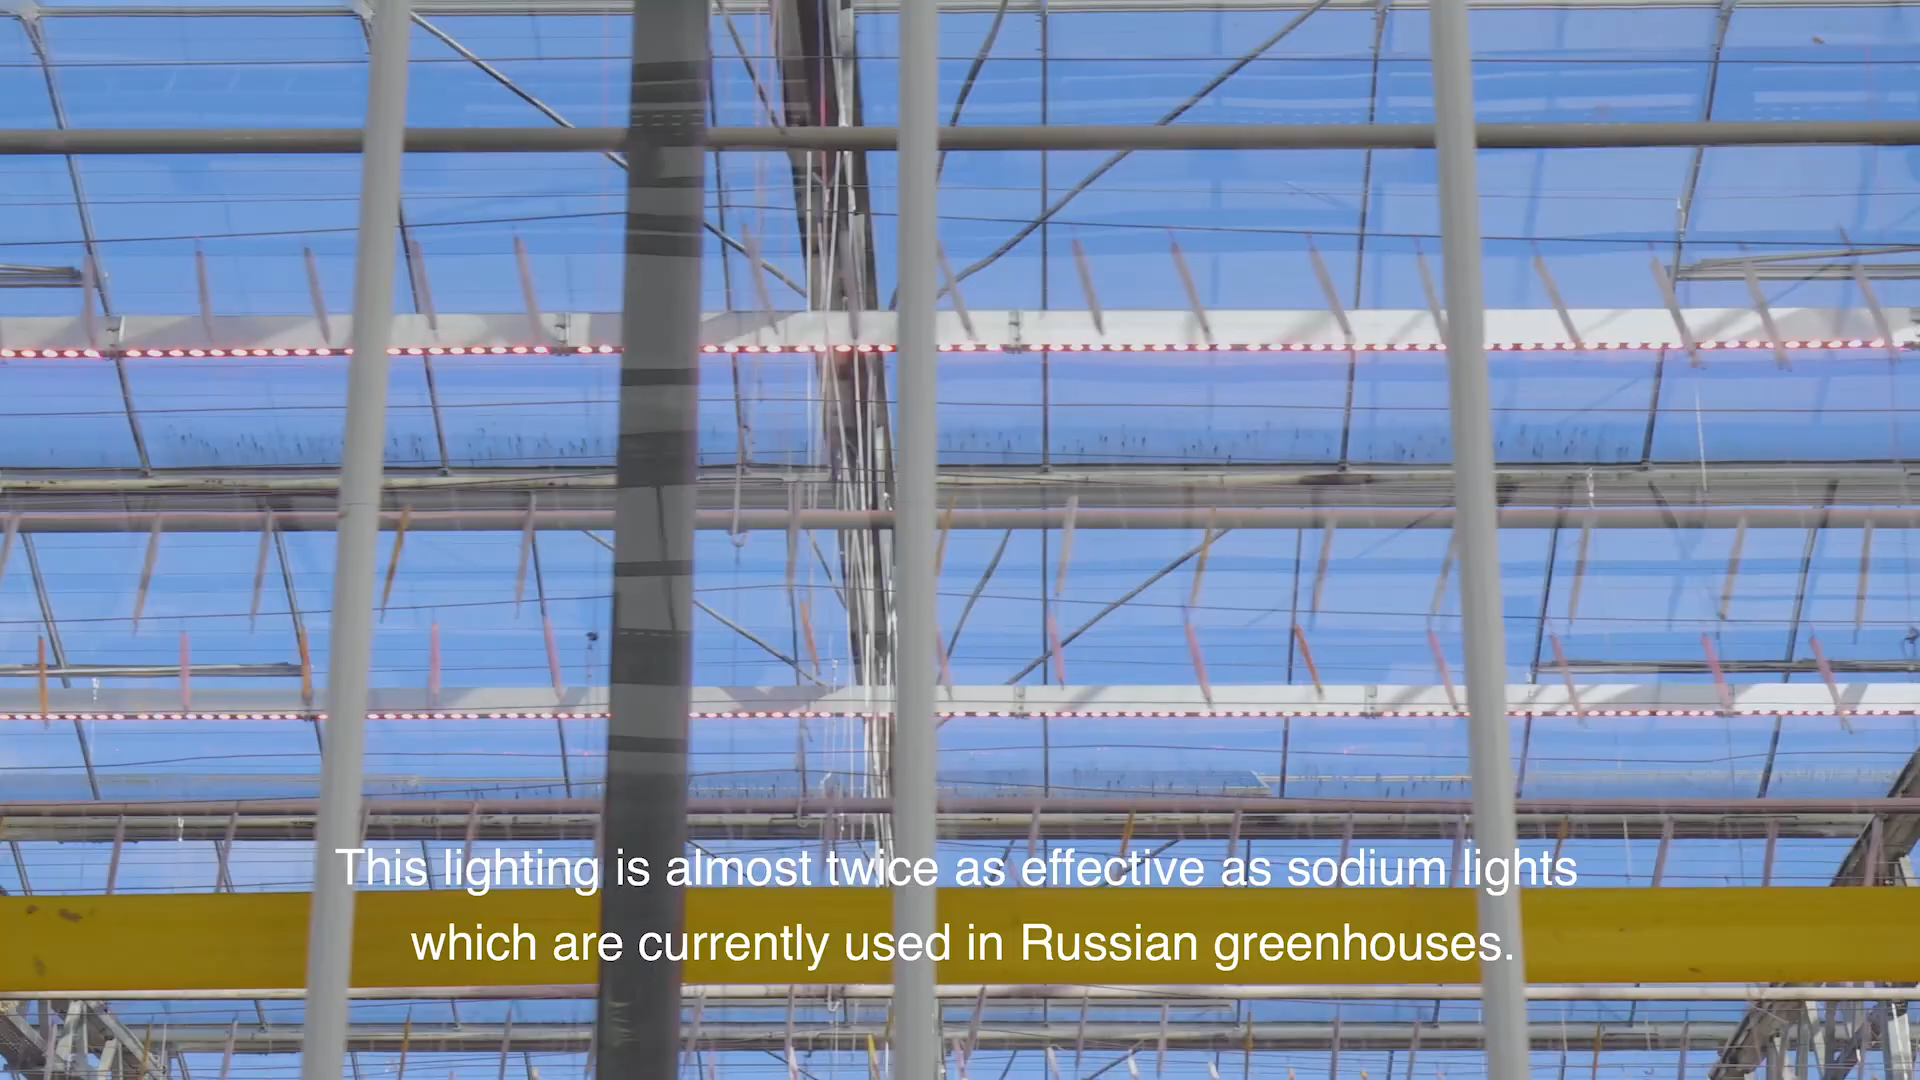 This lighting is almost twice as effective as sodium lights
which are currently used in Russian greenhouses.